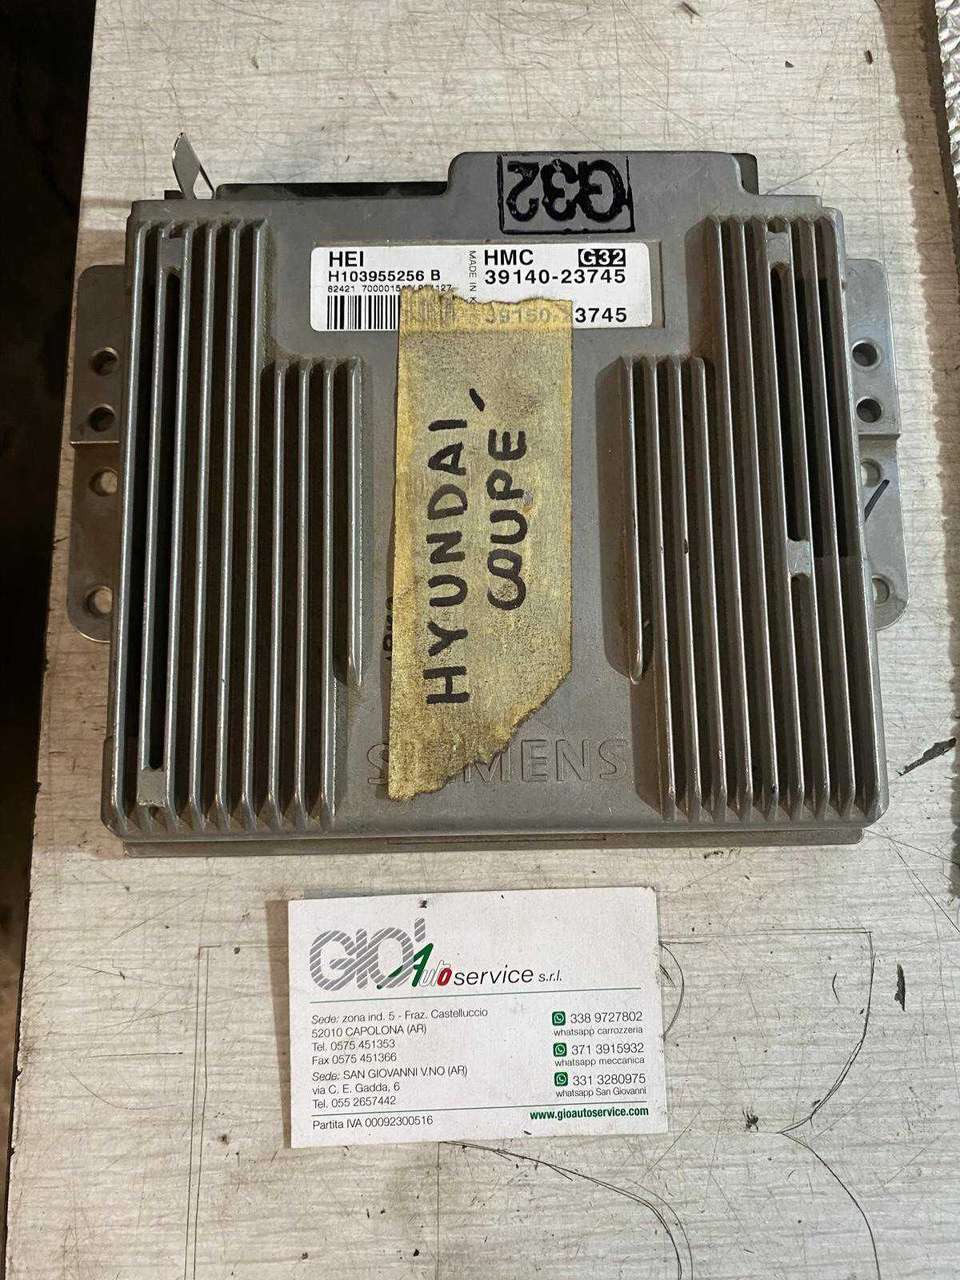 G32
HEI
H103955256 B
MADE IN K
HMC G32
39140-23745
3745
HYUNDAI
COUPE'
SIEMENS
GIO' Auto service s.r.l.
Sede: zona ind. 5 - Fraz. Castelluccio
52010 CAPOLONA (AR)
Tel. 0575 451353
Fax 0575 451366
Sede: SAN GIOVANNI V.NO (AR)
via C. E. Gadda, 6
Tel. 055 2657442
Partita IVA 00092300516
338 9727802
whatsapp carrozzeria
371 3915932
whatsapp meccanica
331 3280975
whatsapp San Giovanni
www.gioautoservice.com